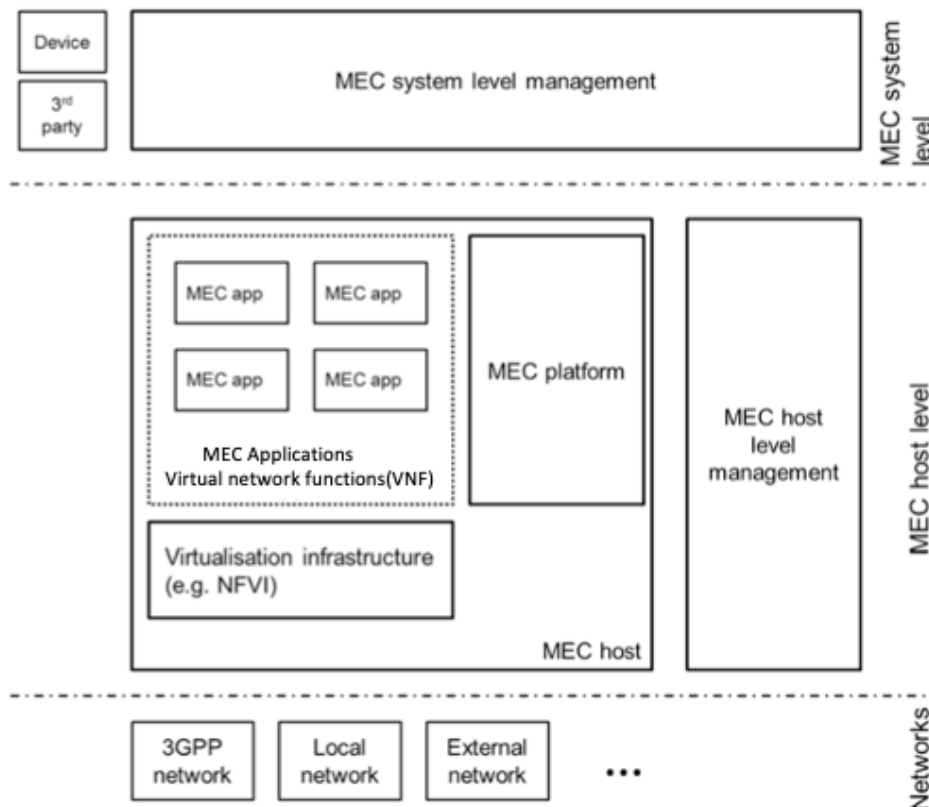 Device
3rd
party
MEC system level management
MEC system
level
MEC app
MEC app
MEC app
MEC app
MEC Applications
Virtual network functions(VNF)
MEC platform
Virtualisation infrastructure
(e.g. NFVI)
MEC host
MEC host
level
management
MEC host level
3GPP
network
Local
network
External
network
...
Networks